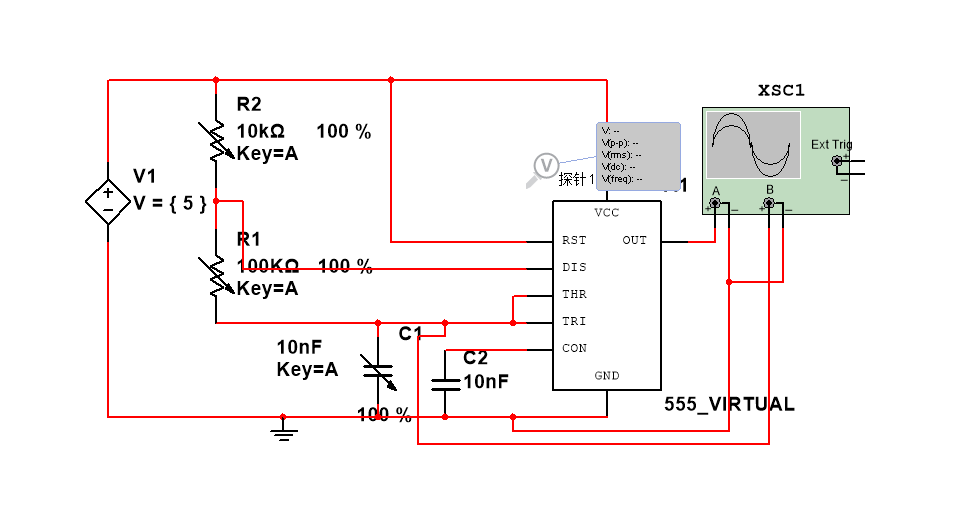 XSC1
R2
10kΩ 100 %
Key=A
V: --
V(p-p): --
V(rms): --
V(dc): --
V(freq): --
V
探针1
Ext Trig
+
−
V1
V = { 5 }
+
−
A
B
+ − + −
VCC
RST
OUT
DIS
THR
TRI
CON
GND
R1
100KΩ 100 %
Key=A
C1
10nF
Key=A
100 %
C2
10nF
555_VIRTUAL